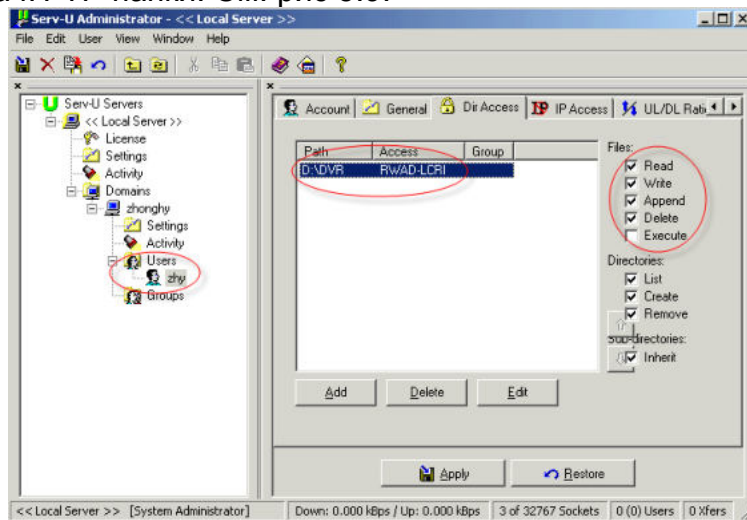 Serv-U Administrator - << Local Server >>
File Edit User View Window Help
Serv-U Servers
<< Local Server >>
License
Settings
Activity
Domains
zhonghy
Settings
Activity
Users
zhy
Groups
Account General Dir Access IP Access UL/DL Rati
Path Access Group
D:\DVR RWAD-LCRI
Files:
Read
Write
Append
Delete
Execute
Directories:
List
Create
Remove
Sub-directories:
Inherit
Add Delete Edit
Apply Restore
<< Local Server >> [System Administrator] Down: 0.000 kBps / Up: 0.000 kBps 3 of 32767 Sockets 0 (0) Users 0 Xfers